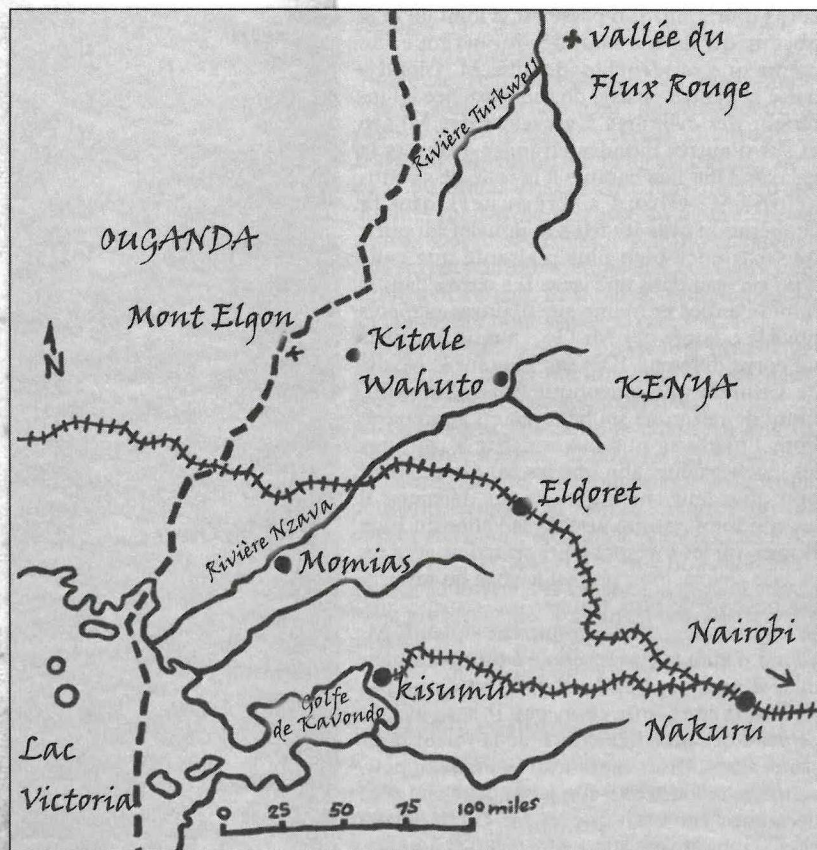 vallée du
Flux Rouge
Rivière Turkwell
OUGANDA
Mont Elgon
N
Kitale
Wahuto
KENYA
Eldoret
Rivière Nzava
Momias
Nairobi
kisumu
Golfe
de Kavondo
Nakuru
Lac
Victoria
0 25 50 75 100 miles